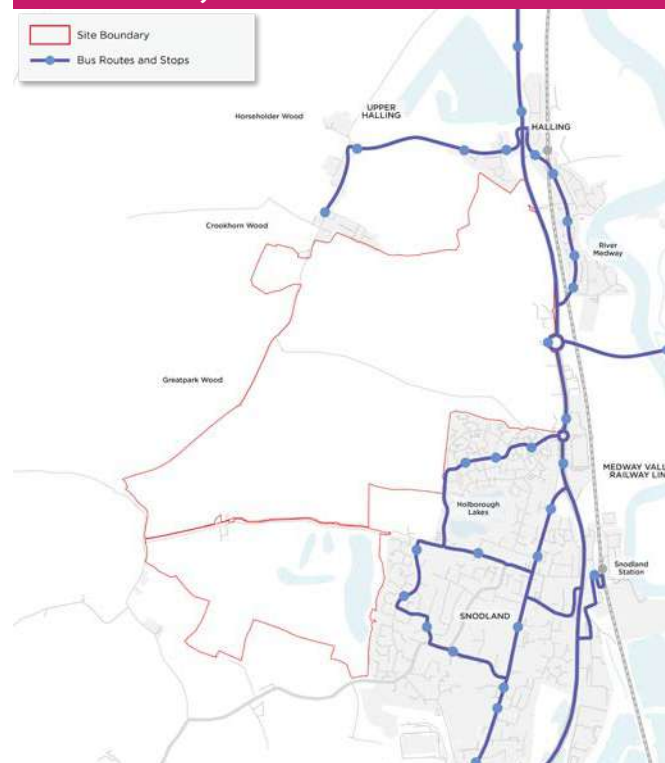 Site Boundary
Bus Routes and Stops
Horseholder Wood
UPPER
HALLING
HALLING
Crookhorn Wood
River
Medway
Greatpark Wood
MEDWAY VALL
RAILWAY LIN
Holborough
Lakes
Snodland
Station
SNODLAND